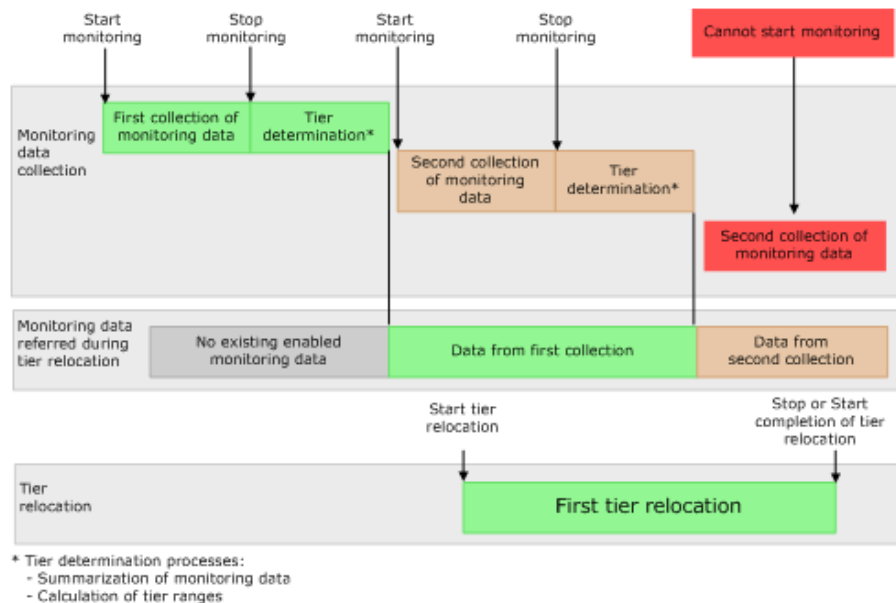 Start
monitoring
Stop
monitoring
Start
monitoring
Stop
monitoring
Cannot start monitoring
Monitoring
data
collection
First collection of
monitoring data
Tier
determination*
Second collection
of monitoring
data
Tier
determination*
Second collection of
monitoring data
Monitoring data
referred during
tier relocation
No existing enabled
monitoring data
Data from first collection
Data from
second collection
Start tier
relocation
Stop or Start
completion of tier
relocation
Tier
relocation
First tier relocation
* Tier determination processes:
- Summarization of monitoring data
- Calculation of tier ranges